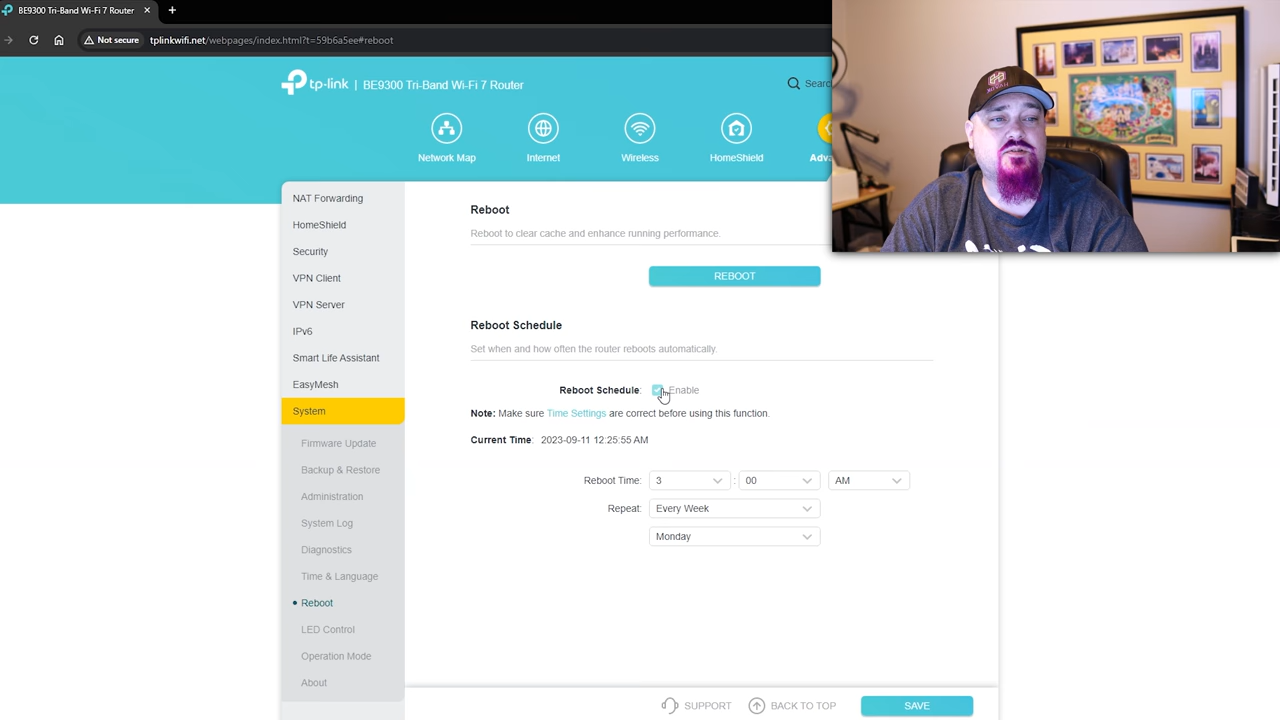 BE9300 Tri-Band Wi-Fi 7 Router
Not secure
tplinkwifi.net/webpages/index.html?t=59b6a5ee#reboot
tp-link | BE9300 Tri-Band Wi-Fi 7 Router
Network Map
Internet
Wireless
HomeShield
NAT Forwarding
HomeShield
Security
VPN Client
VPN Server
IPv6
Smart Life Assistant
EasyMesh
System
Firmware Update
Backup & Restore
Administration
System Log
Diagnostics
Time & Language
Reboot
LED Control
Operation Mode
About
Reboot
Reboot to clear cache and enhance running performance.
REBOOT
Reboot Schedule
Set when and how often the router reboots automatically.
Reboot Schedule: Enable
Note: Make sure Time Settings are correct before using this function.
Current Time: 2023-09-11 12:25:55 AM
Reboot Time: 3 : 00 AM
Repeat: Every Week
Monday
SUPPORT BACK TO TOP SAVE